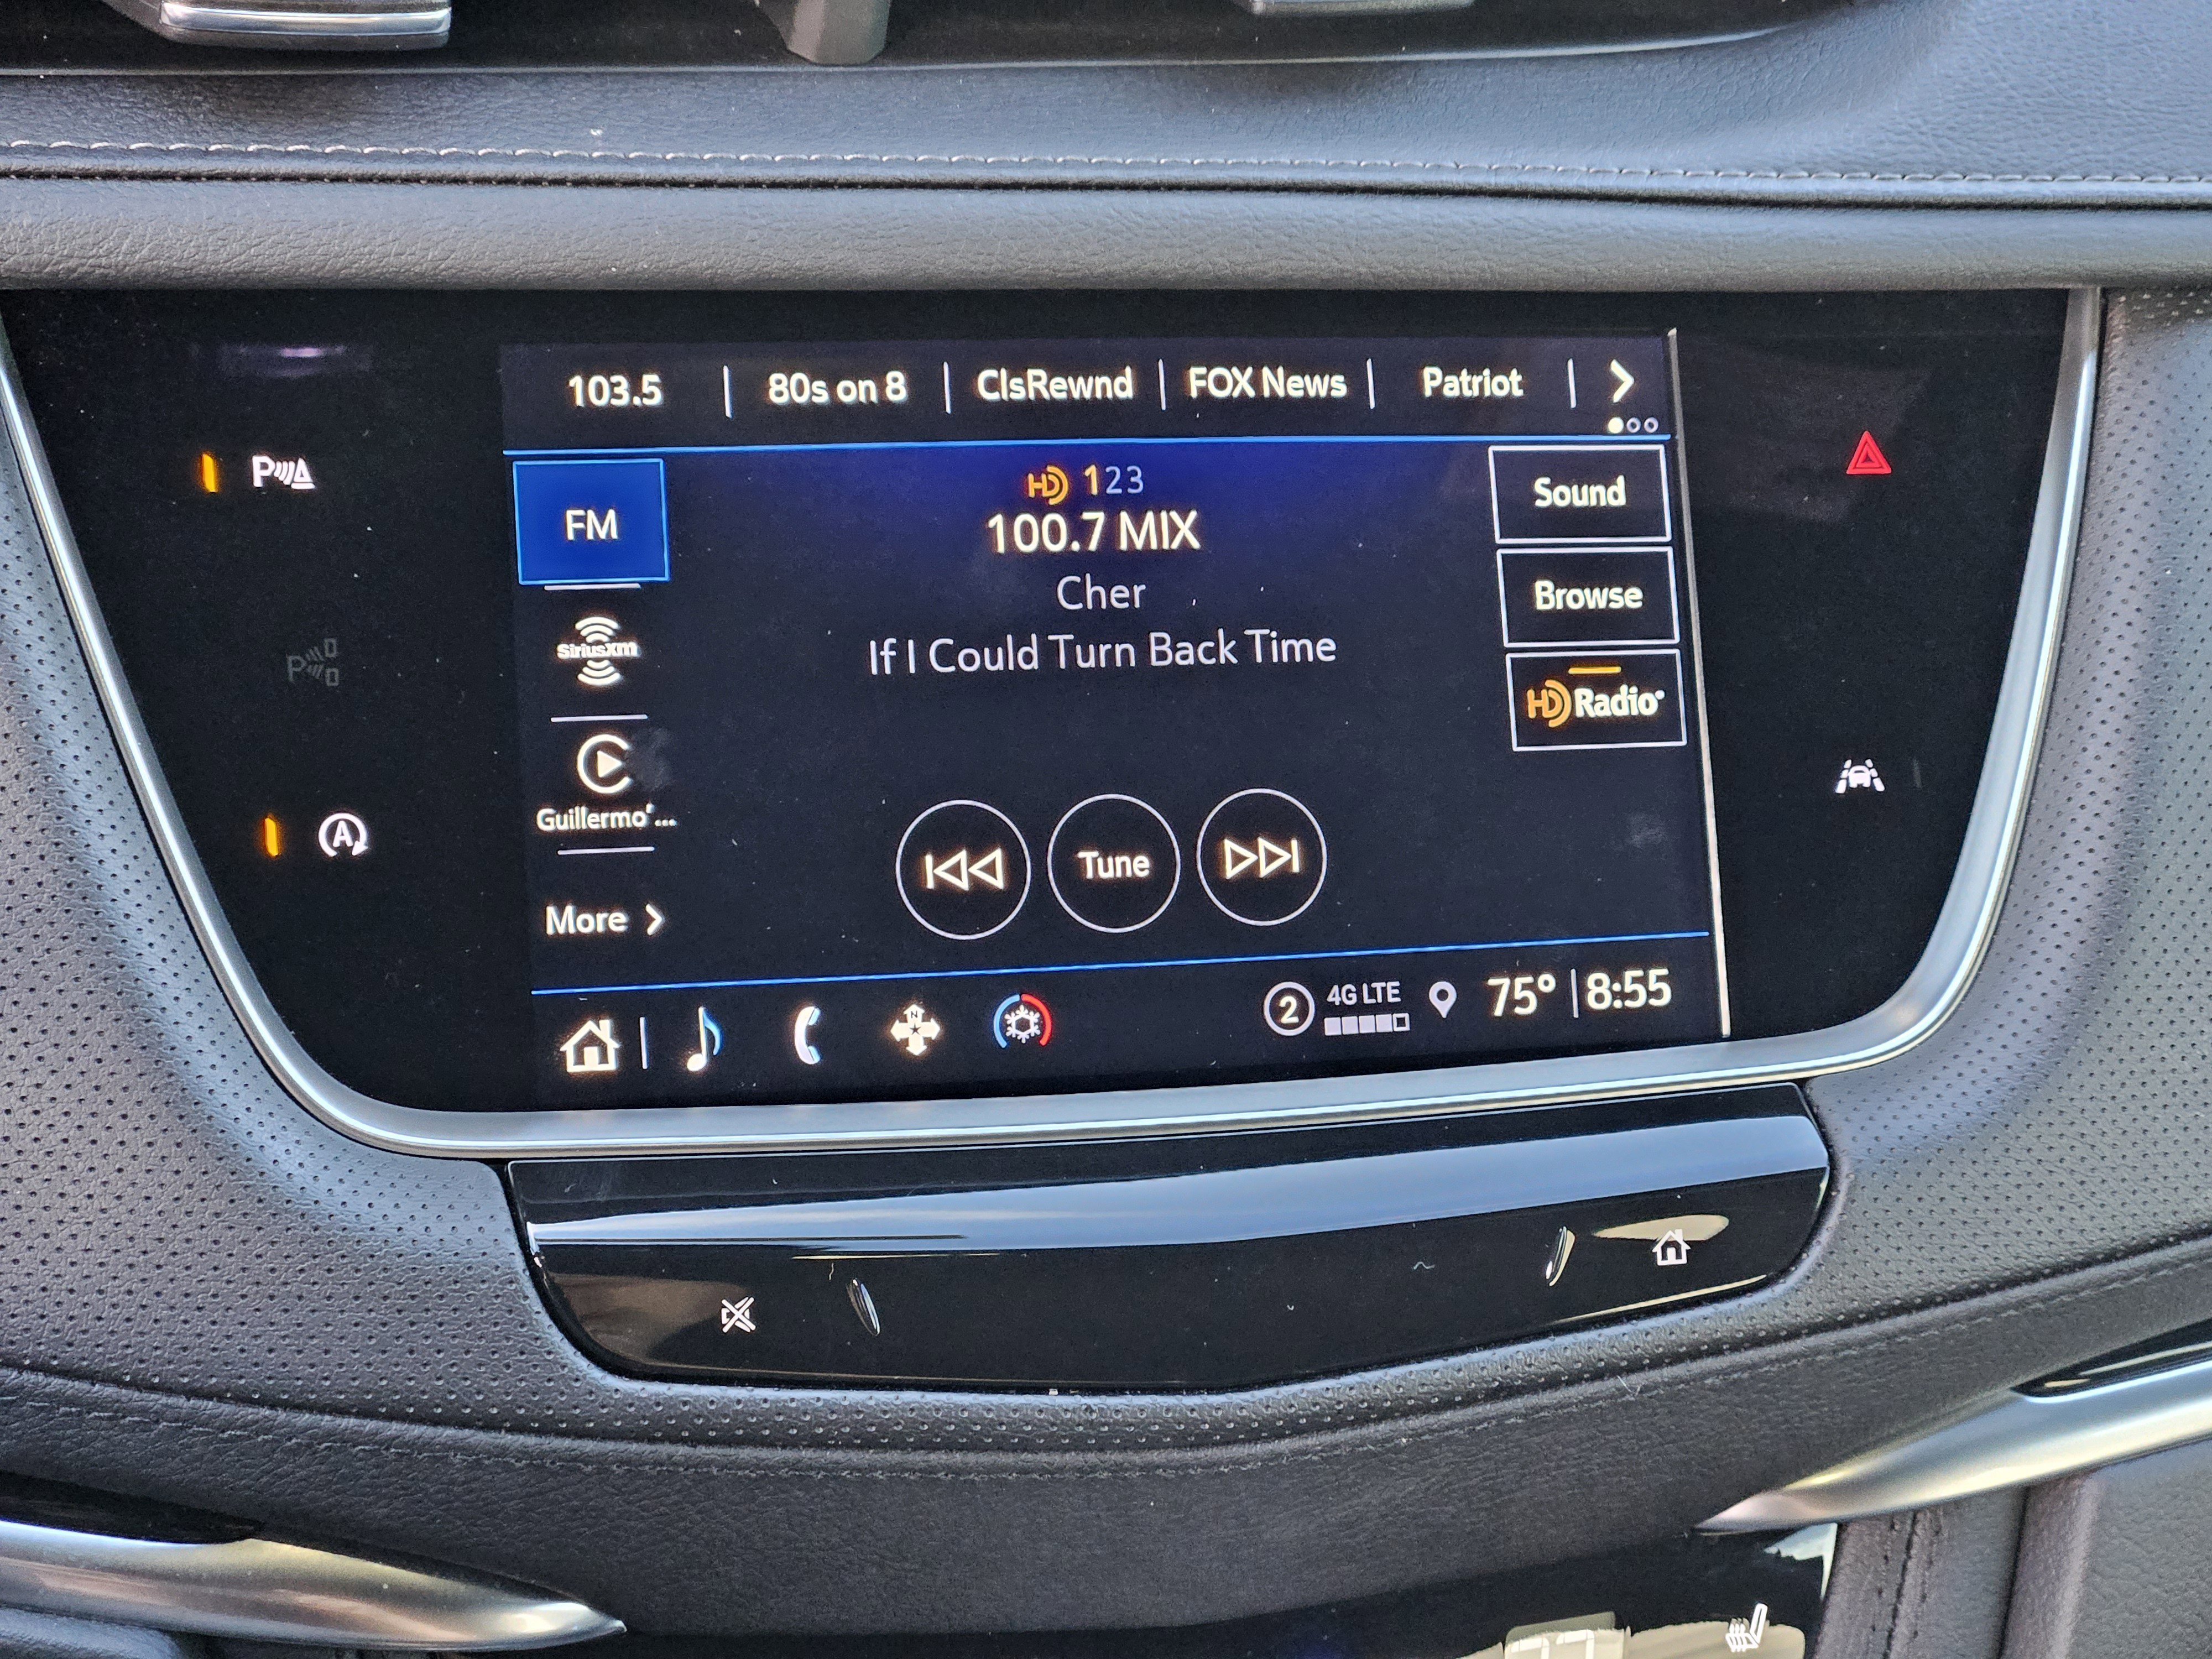 103.5 | 80s on 8 | ClsRewnd | FOX News | Patriot
FM
HD 123
100.7 MIX
Cher
If I Could Turn Back Time
Sound
Browse
HD Radio
SiriusXM
Guillermo'...
More
Tune
2 4G LTE 75° | 8:55
P
P
A
N